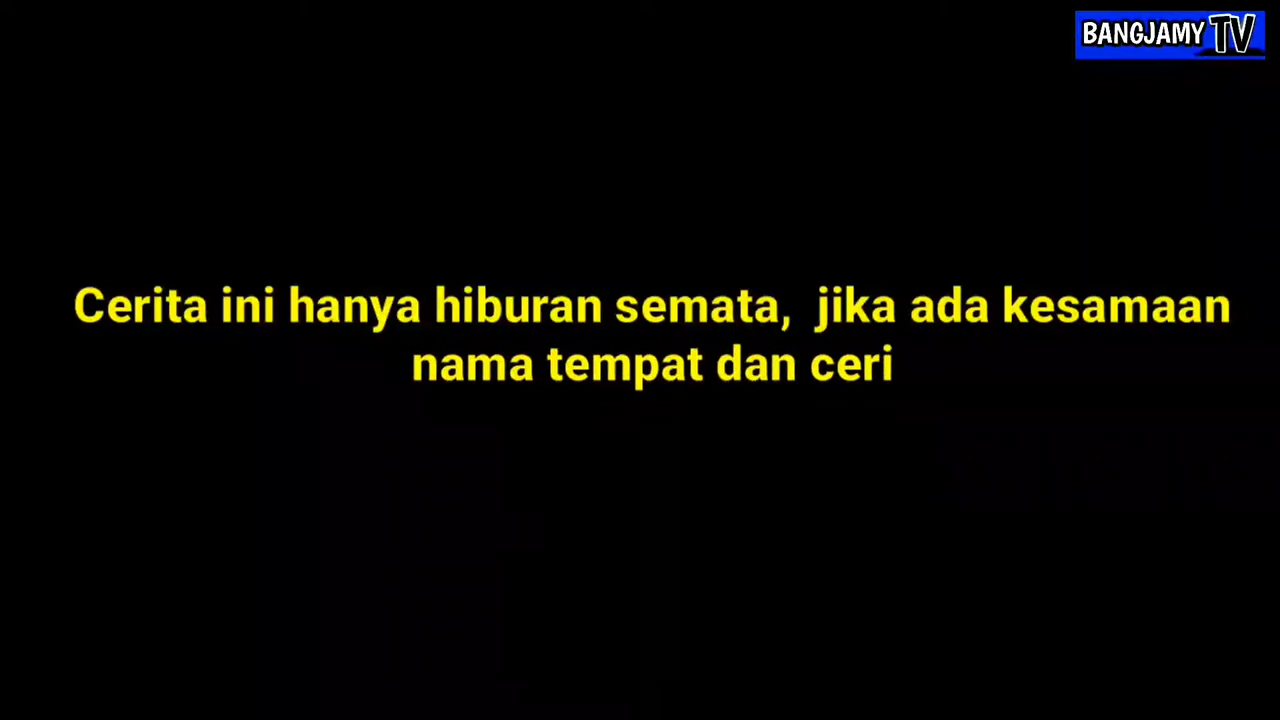 BANGJAMY TV
Cerita ini hanya hiburan semata, jika ada kesamaan
nama tempat dan ceri